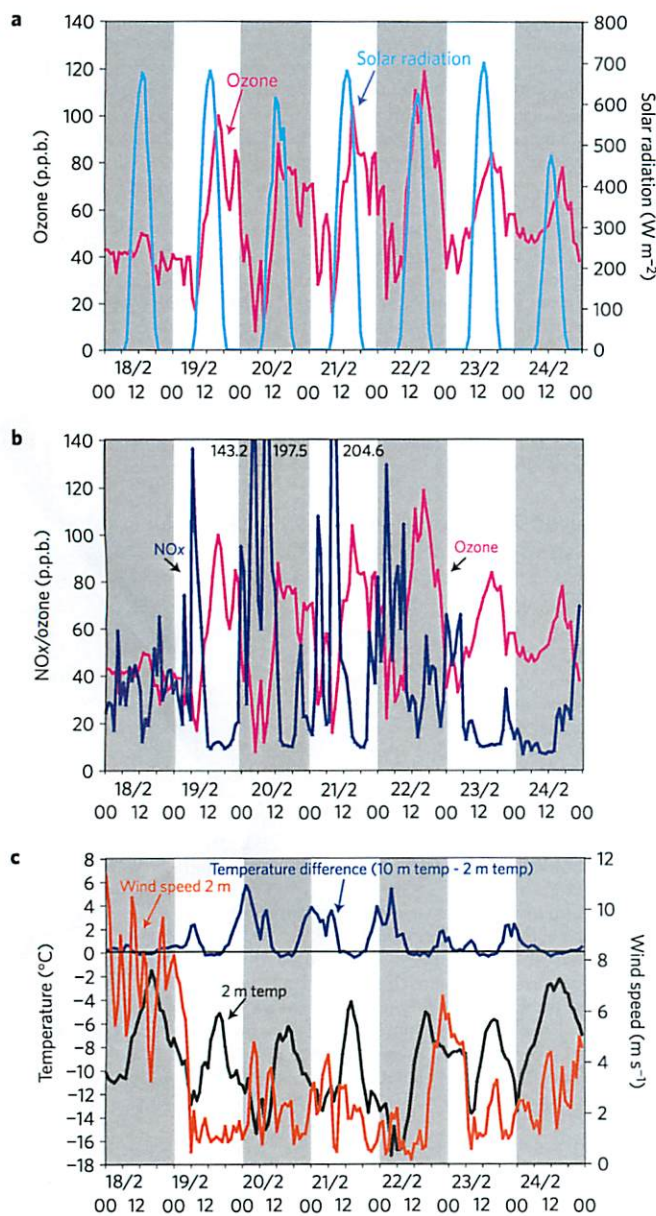 a
140
120
100
80
60
40
20
0
Ozone (p.p.b.)
Ozone
Solar radiation
800
700
600
500
400
300
200
100
0
Solar radiation (W m⁻²)
18/2 19/2 20/2 21/2 22/2 23/2 24/2
00 12 00 12 00 12 00 12 00 12 00 12 00 12 00
b
140
120
100
80
60
40
20
0
NOx/ozone (p.p.b.)
143.2 197.5 204.6
NOx
Ozone
18/2 19/2 20/2 21/2 22/2 23/2 24/2
00 12 00 12 00 12 00 12 00 12 00 12 00 12 00
c
8
6
4
2
0
−2
−4
−6
−8
−10
−12
−14
−16
−18
Temperature (°C)
Temperature difference (10 m temp - 2 m temp)
Wind speed 2 m
2 m temp
12
10
8
6
4
2
0
Wind speed (m s⁻¹)
18/2 19/2 20/2 21/2 22/2 23/2 24/2
00 12 00 12 00 12 00 12 00 12 00 12 00 12 00